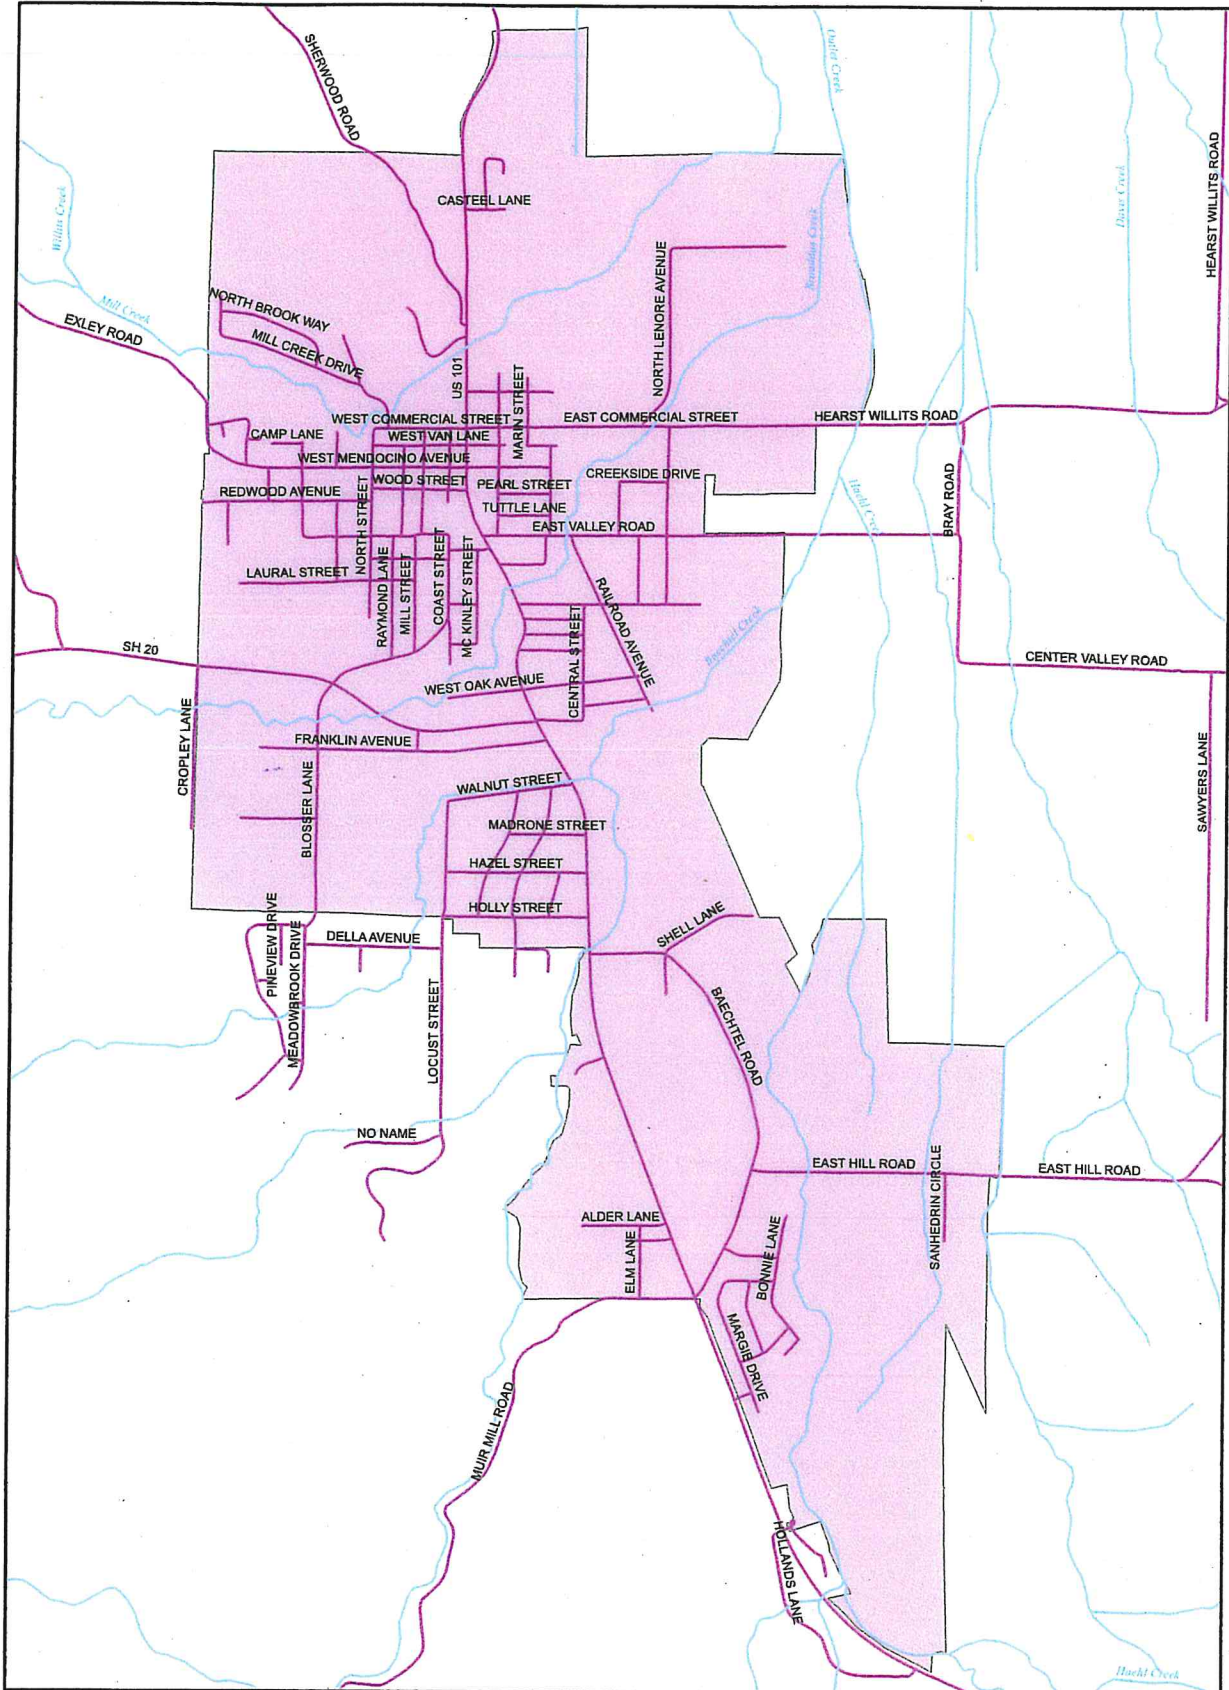 SHERWOOD ROAD
Outlet Creek
HEARST WILLITS ROAD
Davis Creek
Willits Creek
CASTEEL LANE
Broaddus Creek
NORTH LENORE AVENUE
Mill Creek
NORTH BROOK WAY
EXLEY ROAD
MILL CREEK DRIVE
US 101
MARIN STREET
WEST COMMERCIAL STREET
EAST COMMERCIAL STREET
HEARST WILLITS ROAD
CAMP LANE
WEST VAN LANE
WEST MENDOCINO AVENUE
CREEKSIDE DRIVE
WOOD STREET
PEARL STREET
REDWOOD AVENUE
TUTTLE LANE
BRAY ROAD
Haehl Creek
NORTH STREET
EAST VALLEY ROAD
LAURAL STREET
RAYMOND LANE
MILL STREET
COAST STREET
MC KINLEY STREET
RAILROAD AVENUE
Baechtel Creek
SH 20
CENTRAL STREET
CENTER VALLEY ROAD
WEST OAK AVENUE
CROPLEY LANE
FRANKLIN AVENUE
BLOSSER LANE
WALNUT STREET
SAWYERS LANE
MADRONE STREET
HAZEL STREET
HOLLY STREET
PINEVIEW DRIVE
MEADOWBROOK DRIVE
DELLA AVENUE
SHELL LANE
LOCUST STREET
BAECHTEL ROAD
NO NAME
EAST HILL ROAD
EAST HILL ROAD
SANHEDRIN CIRCLE
ALDER LANE
ELM LANE
BONNIE LANE
MARGIE DRIVE
MUIR MILL ROAD
HOLLANDS LANE
Haehl Creek